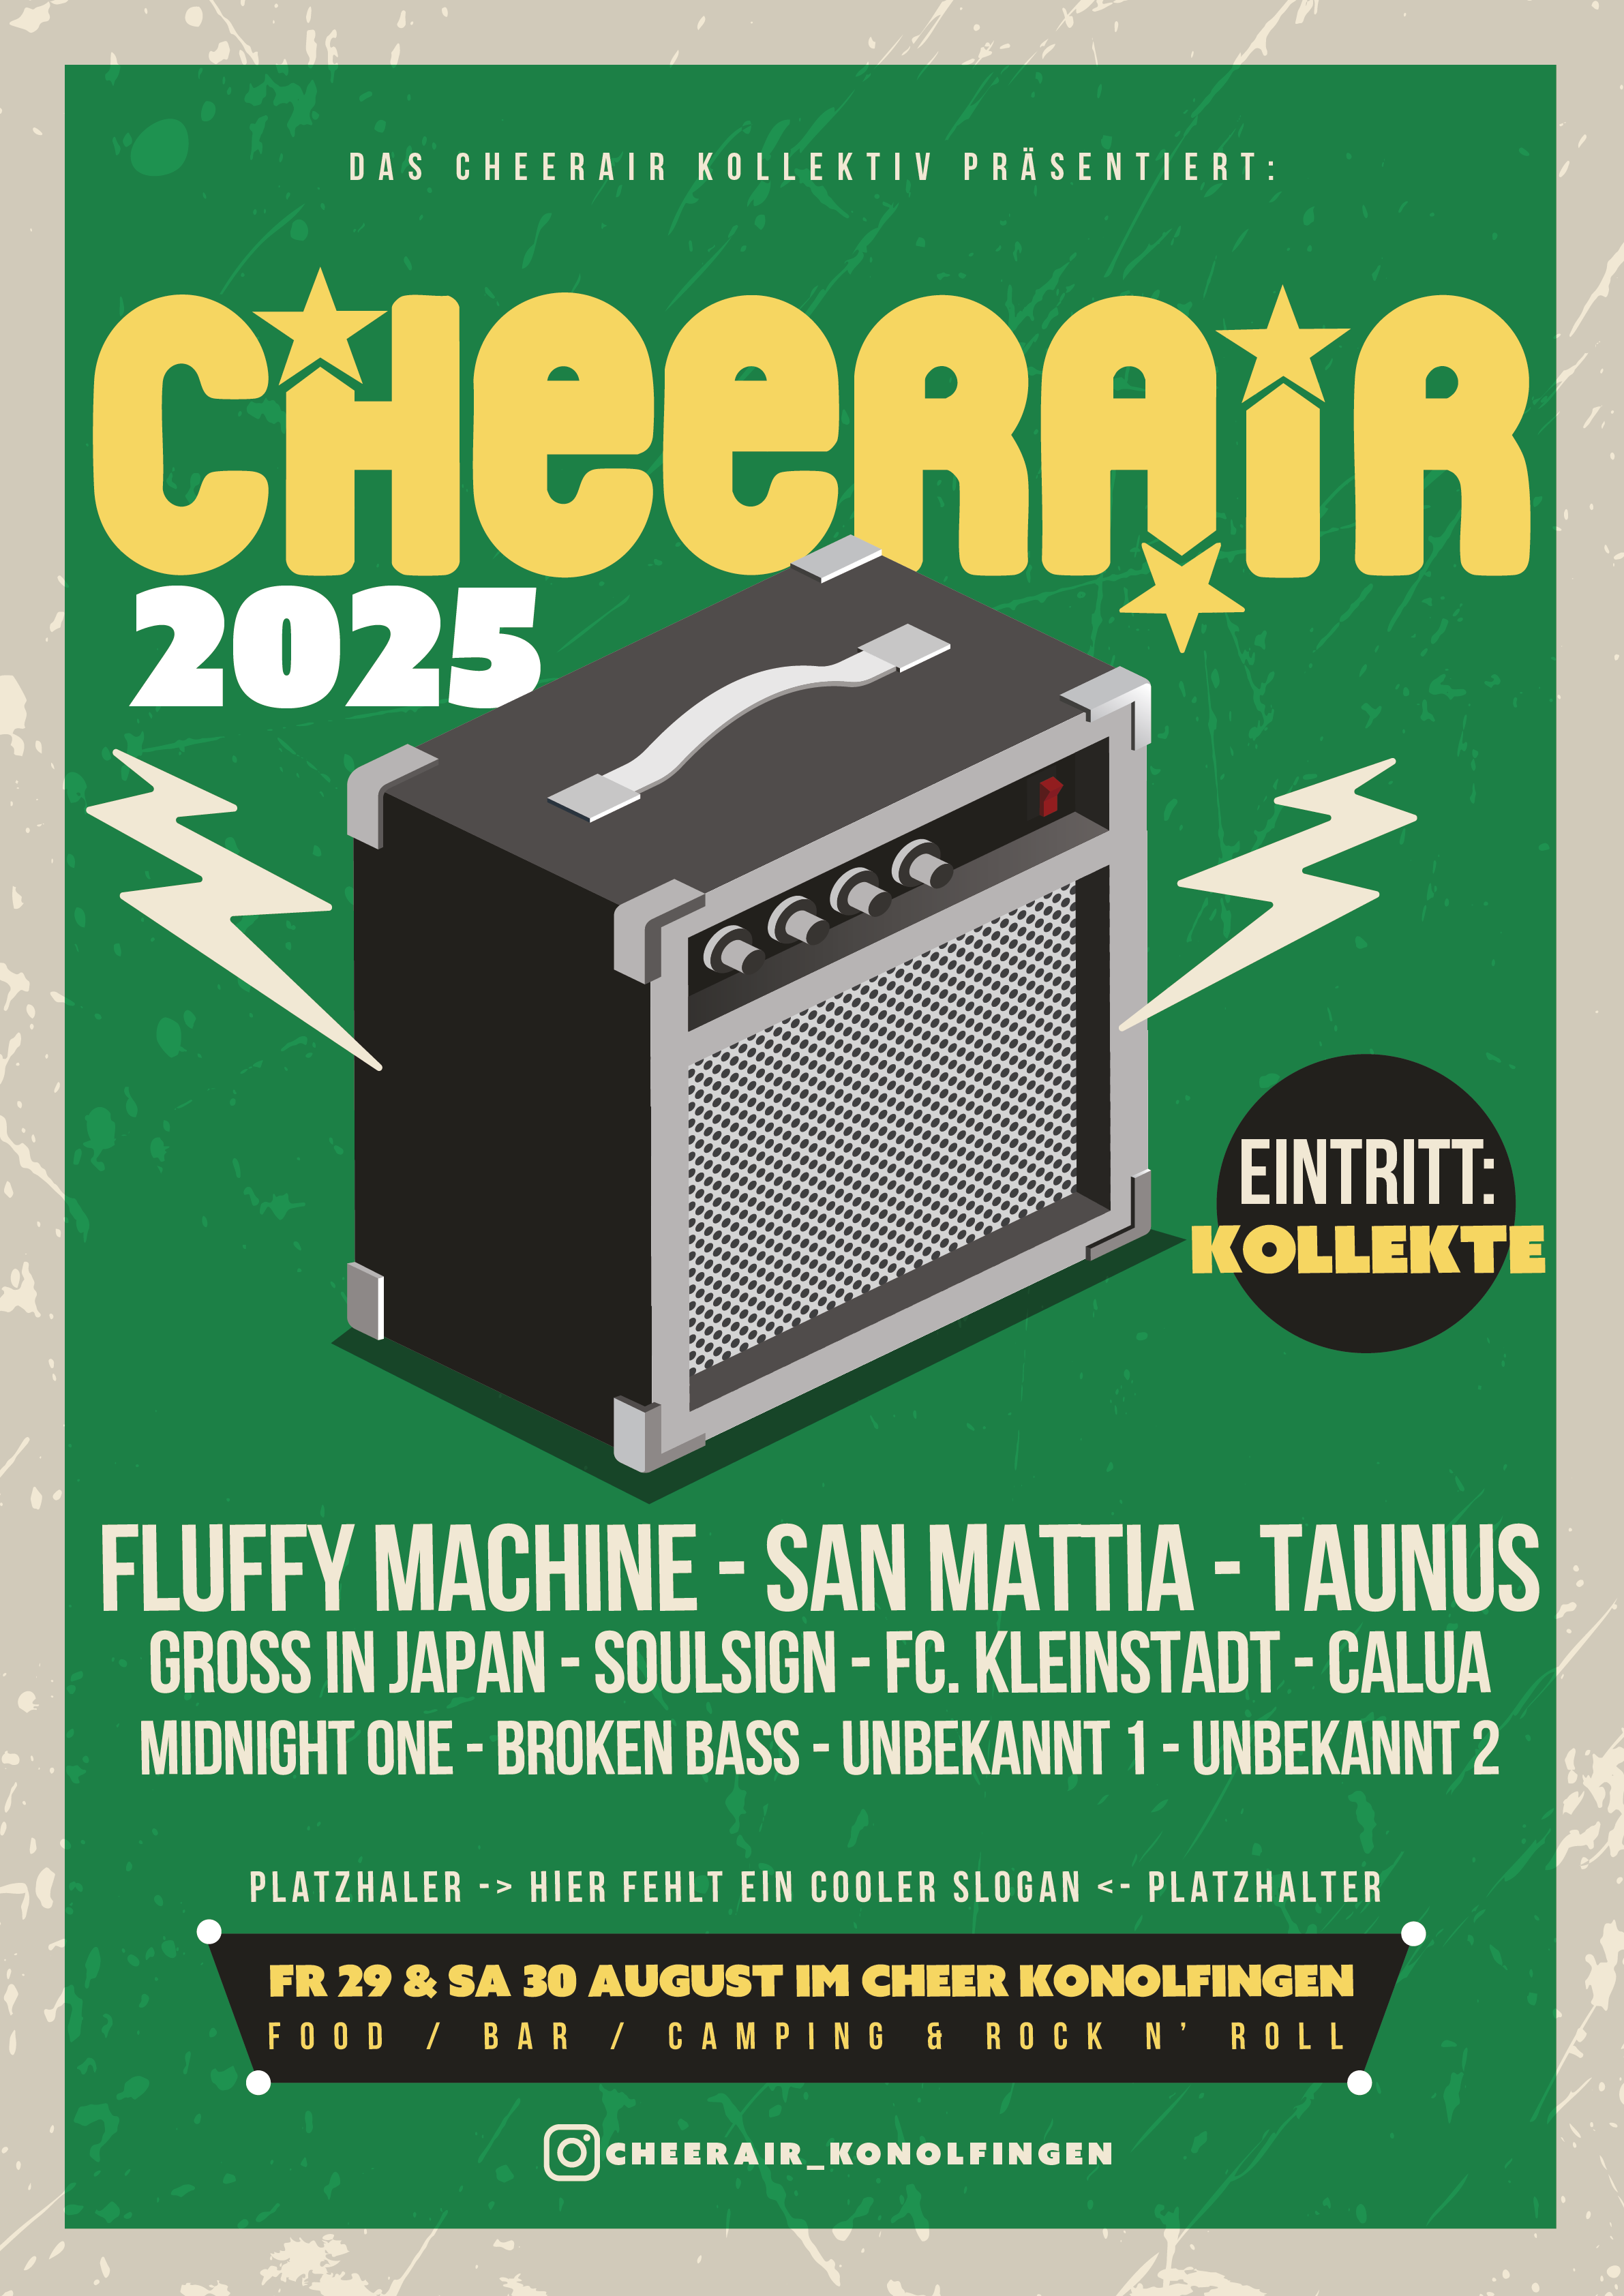 DAS CHEERAIR KOLLEKTIV PRÄSENTIERT:
CHeeRAiR
2025
EINTRITT:
KOLLEKTE
FLUFFY MACHINE - SAN MATTIA - TAUNUS
GROSS IN JAPAN - SOULSIGN - FC. KLEINSTADT - CALUA
MIDNIGHT ONE - BROKEN BASS - UNBEKANNT 1 - UNBEKANNT 2
PLATZHALER -> HIER FEHLT EIN COOLER SLOGAN <- PLATZHALTER
FR 29 & SA 30 AUGUST IM CHEER KONOLFINGEN
FOOD / BAR / CAMPING & ROCK N’ ROLL
CHEERAIR_KONOLFINGEN